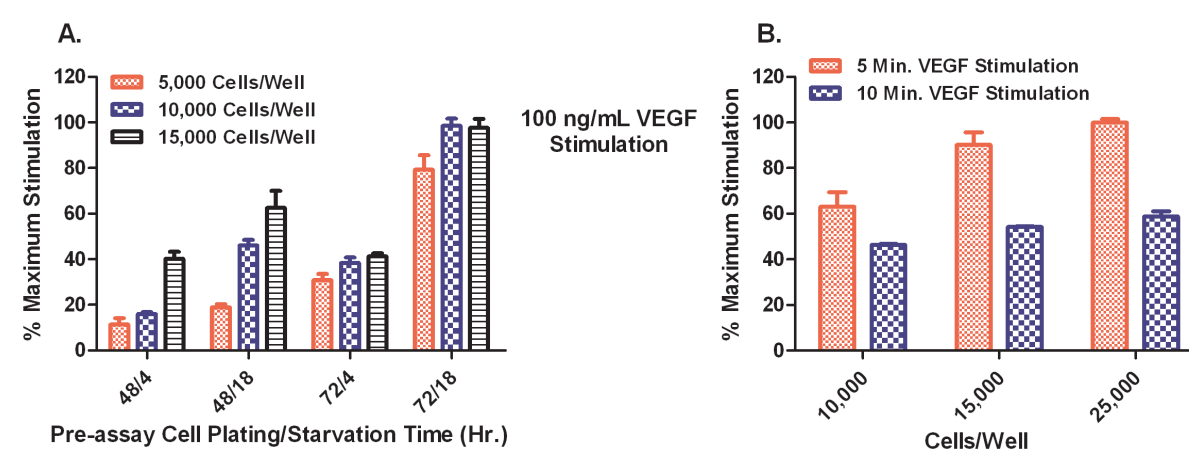 A.
% Maximum Stimulation
120
100
80
60
40
20
0
5,000 Cells/Well
10,000 Cells/Well
15,000 Cells/Well
48/4
48/18
72/4
72/18
Pre-assay Cell Plating/Starvation Time (Hr.)
100 ng/mL VEGF
Stimulation
B.
% Maximum Stimulation
120
100
80
60
40
20
0
5 Min. VEGF Stimulation
10 Min. VEGF Stimulation
10,000
15,000
25,000
Cells/Well